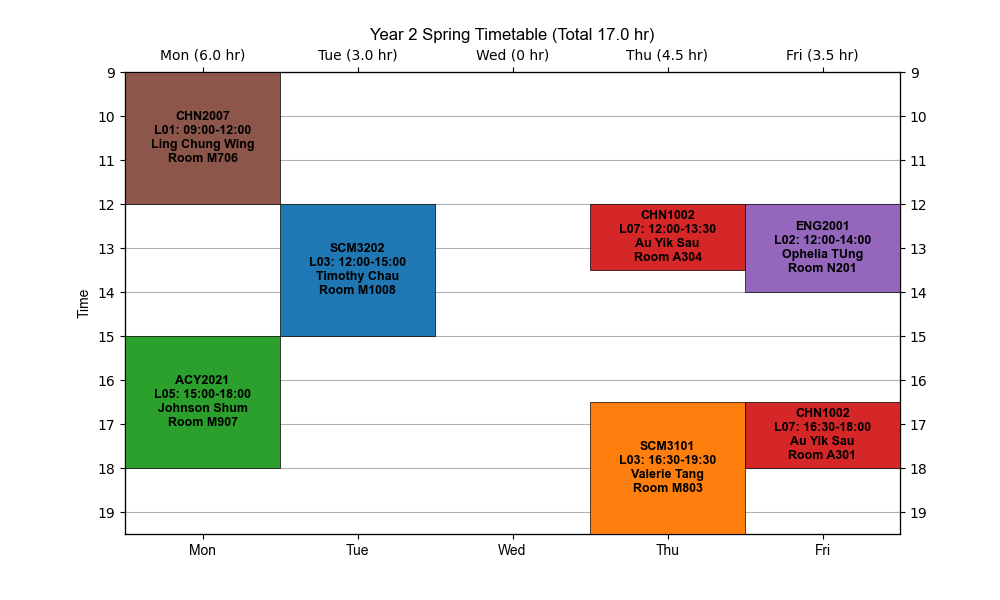 Year 2 Spring Timetable (Total 17.0 hr)
Mon (6.0 hr) Tue (3.0 hr) Wed (0 hr) Thu (4.5 hr) Fri (3.5 hr)
9 9
10 10
11 11
12 12
13 13
14 14
15 15
16 16
17 17
18 18
19 19
Time
CHN2007
L01: 09:00-12:00
Ling Chung Wing
Room M706
ACY2021
L05: 15:00-18:00
Johnson Shum
Room M907
SCM3202
L03: 12:00-15:00
Timothy Chau
Room M1008
CHN1002
L07: 12:00-13:30
Au Yik Sau
Room A304
SCM3101
L03: 16:30-19:30
Valerie Tang
Room M803
ENG2001
L02: 12:00-14:00
Ophelia TUng
Room N201
CHN1002
L07: 16:30-18:00
Au Yik Sau
Room A301
Mon Tue Wed Thu Fri